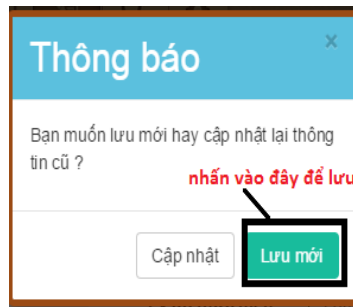 Thông báo
×
Bạn muốn lưu mới hay cập nhật lại thông
tin cũ ?
nhấn vào đây để lưu
Cập nhật
Lưu mới